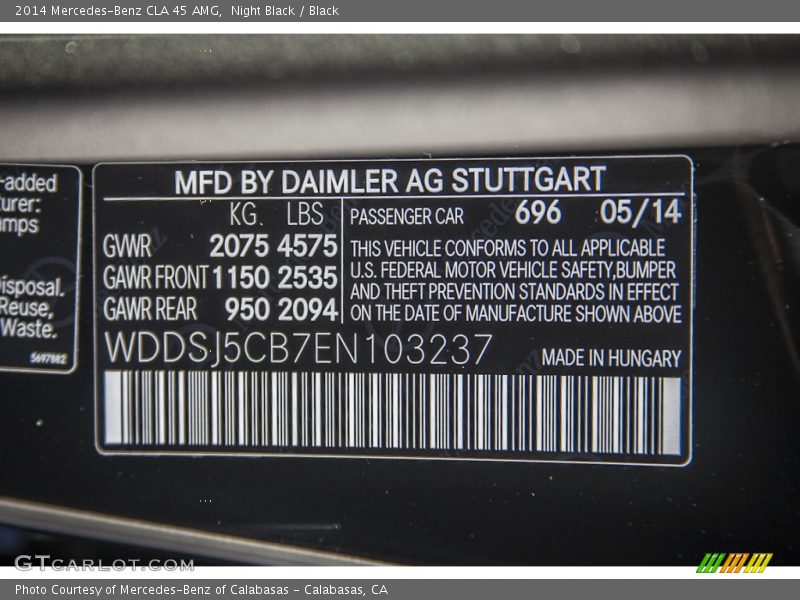 2014 Mercedes-Benz CLA 45 AMG, Night Black / Black
-added
turer:
mps
isposal.
Reuse,
Waste.
5697882
MFD BY DAIMLER AG STUTTGART
KG. LBS
GWR 2075 4575
GAWR FRONT 1150 2535
GAWR REAR 950 2094
PASSENGER CAR 696 05/14
THIS VEHICLE CONFORMS TO ALL APPLICABLE
U.S. FEDERAL MOTOR VEHICLE SAFETY,BUMPER
AND THEFT PREVENTION STANDARDS IN EFFECT
ON THE DATE OF MANUFACTURE SHOWN ABOVE
WDDSJ5CB7EN103237
MADE IN HUNGARY
GTCARLOT.COM
Photo Courtesy of Mercedes-Benz of Calabasas - Calabasas, CA